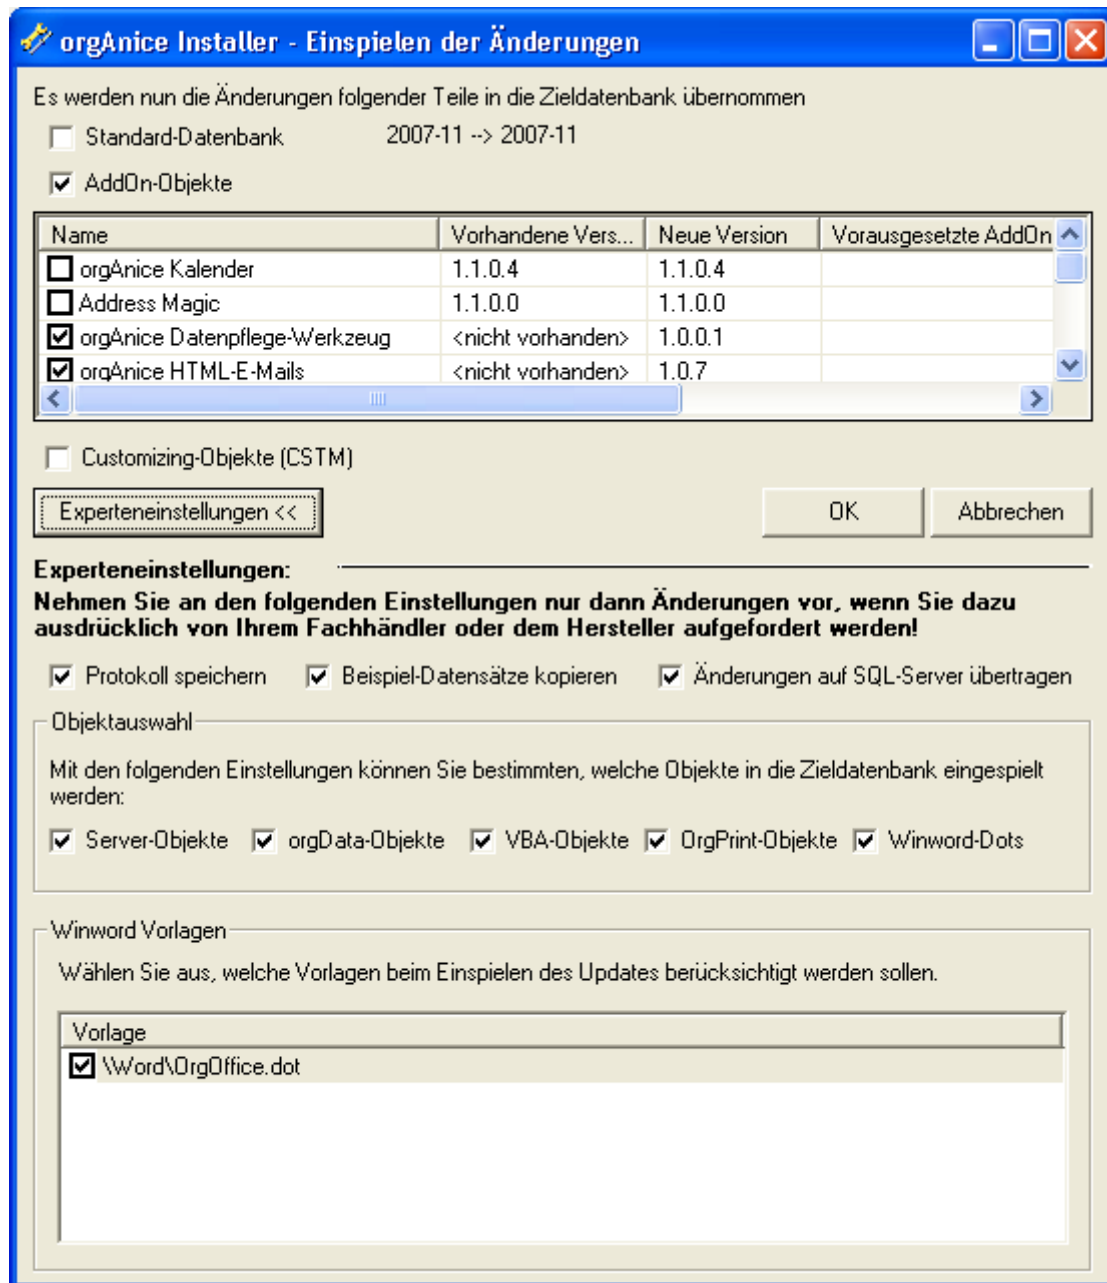 orgAnice Installer - Einspielen der Änderungen
Es werden nun die Änderungen folgender Teile in die Zieldatenbank übernommen
Standard-Datenbank 2007-11 --> 2007-11
AddOn-Objekte
Name Vorhandene Vers... Neue Version Vorausgesetzte AddOn
orgAnice Kalender 1.1.0.4 1.1.0.4
Address Magic 1.1.0.0 1.1.0.0
orgAnice Datenpflege-Werkzeug <nicht vorhanden> 1.0.0.1
orgAnice HTML-E-Mails <nicht vorhanden> 1.0.7
Customizing-Objekte (CSTM)
Experteneinstellungen << OK Abbrechen
Experteneinstellungen:
Nehmen Sie an den folgenden Einstellungen nur dann Änderungen vor, wenn Sie dazu
ausdrücklich von Ihrem Fachhändler oder dem Hersteller aufgefordert werden!
Protokoll speichern Beispiel-Datensätze kopieren Änderungen auf SQL-Server übertragen
Objektauswahl
Mit den folgenden Einstellungen können Sie bestimmten, welche Objekte in die Zieldatenbank eingespielt
werden:
Server-Objekte orgData-Objekte VBA-Objekte OrgPrint-Objekte Winword-Dots
Winword Vorlagen
Wählen Sie aus, welche Vorlagen beim Einspielen des Updates berücksichtigt werden sollen.
Vorlage
\Word\OrgOffice.dot